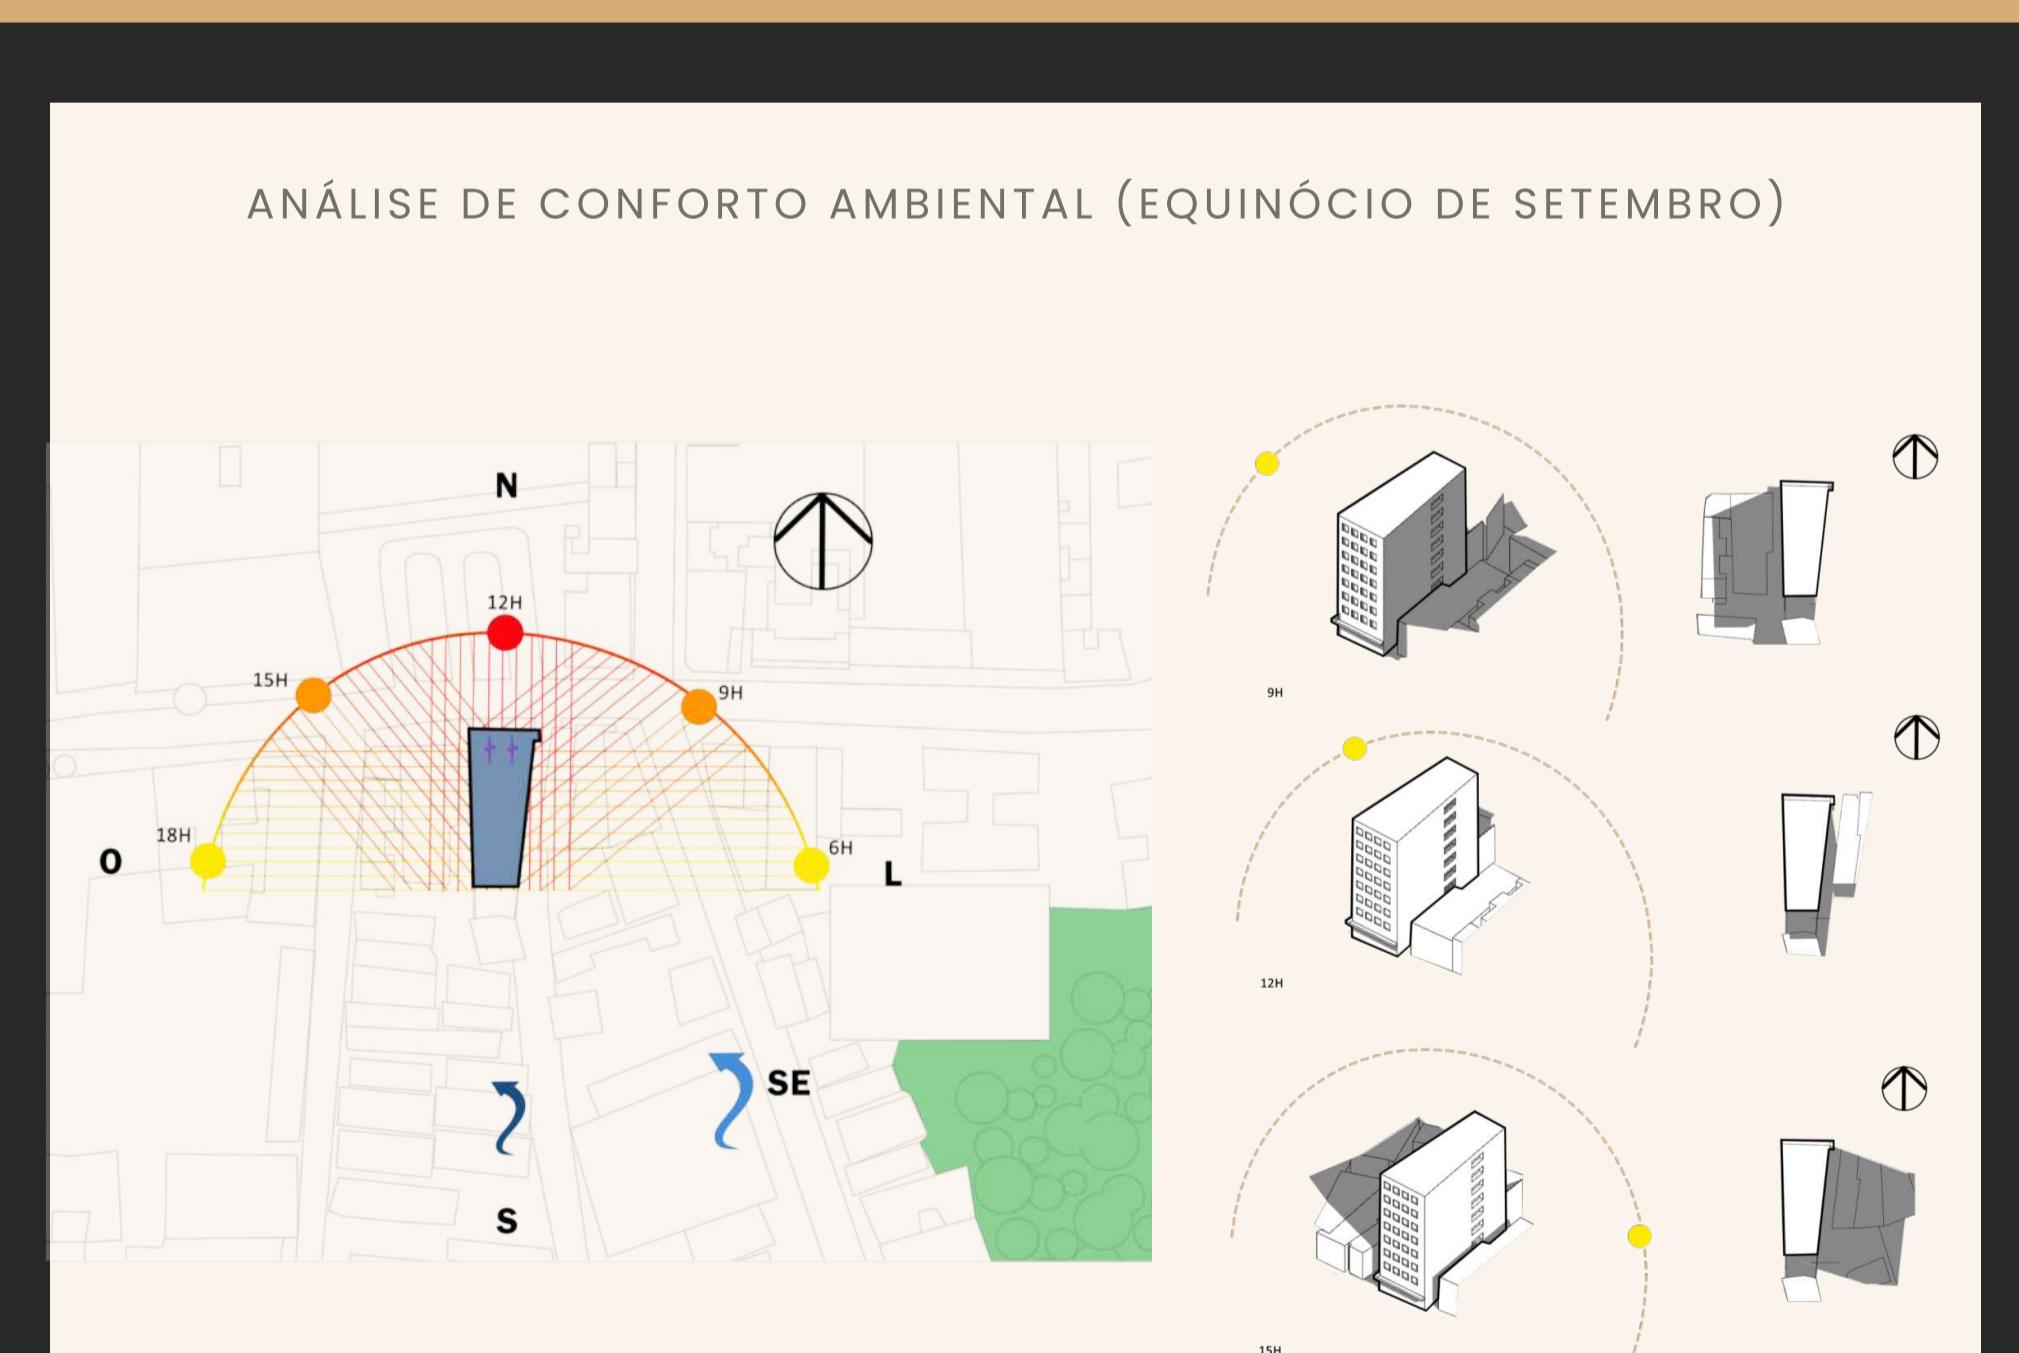 ANÁLISE DE CONFORTO AMBIENTAL (EQUINÓCIO DE SETEMBRO)
N
12H
15H
9H
18H
6H
O
L
SE
S
9H
12H
15H